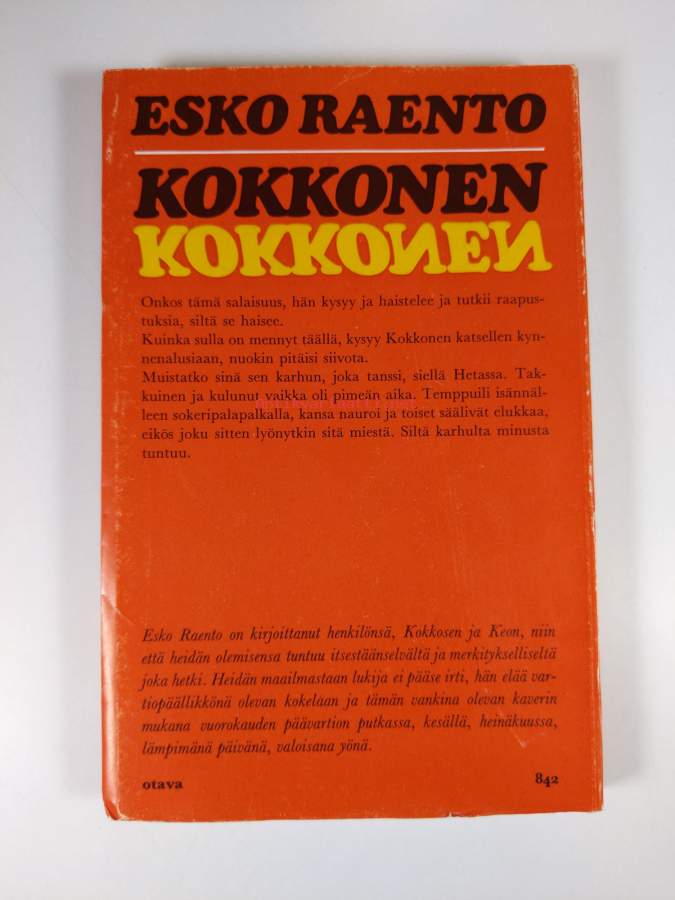 ESKO RAENTO
KOKKONEN
KOKKONEN
Onkos tämä salaisuus, hän kysyy ja haistelee ja tutkii raapus-
tuksia, siltä se haisee.
Kuinka sulla on mennyt täällä, kysyy Kokkonen katsellen kyn-
nenalusiaan, nuokin pitäisi siivota.
Muistatko sinä sen karhun, joka tanssi, siellä Hetassa. Tak-
kuinen ja kulunut vaikka oli pimeän aika. Temppuili isännäl-
leen sokeripalapalkalla, kansa nauroi ja toiset säälivät elukkaa,
eikös joku sitten lyönytkin sitä miestä. Siltä karhulta minusta
tuntuu.
Esko Raento on kirjoittanut henkilönsä, Kokkosen ja Keon, niin
että heidän olemisensa tuntuu itsestäänselvältä ja merkitykselliseltä
joka hetki. Heidän maailmastaan lukija ei pääse irti, hän elää var-
tiopäällikkönä olevan kokelaan ja tämän vankina olevan kaverin
mukana vuorokauden päävartion putkassa, kesällä, heinäkuussa,
lämpimänä päivänä, valoisana yönä.
otava
842